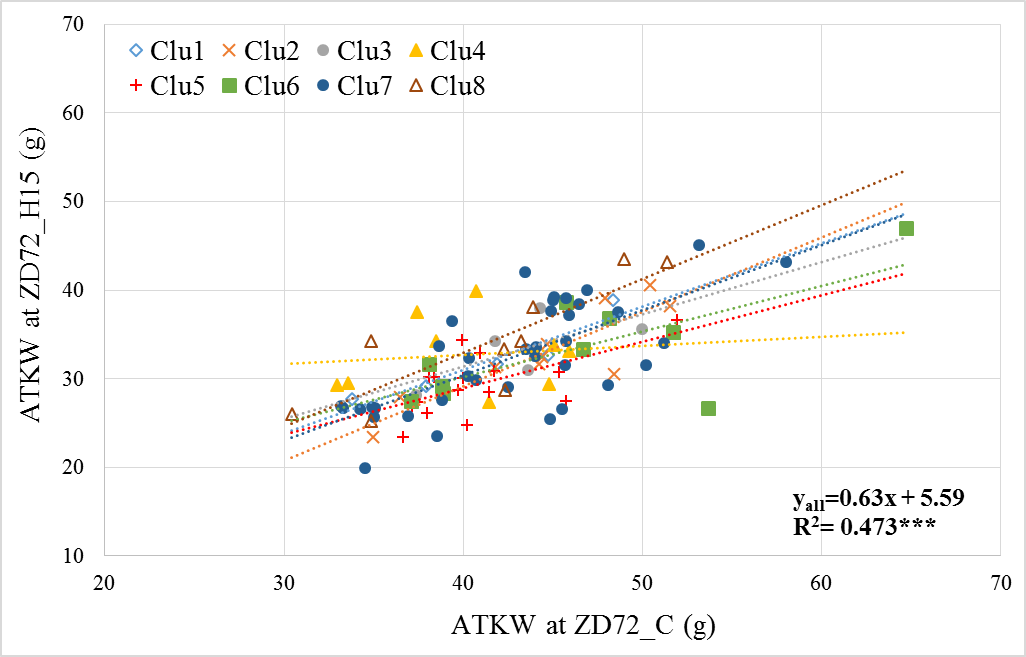 70
60
50
40
30
20
10
ATKW at ZD72_H15 (g)
Clu1 Clu2 Clu3 Clu4
Clu5 Clu6 Clu7 Clu8
yall=0.63x + 5.59
R2= 0.473***
20 30 40 50 60 70
ATKW at ZD72_C (g)